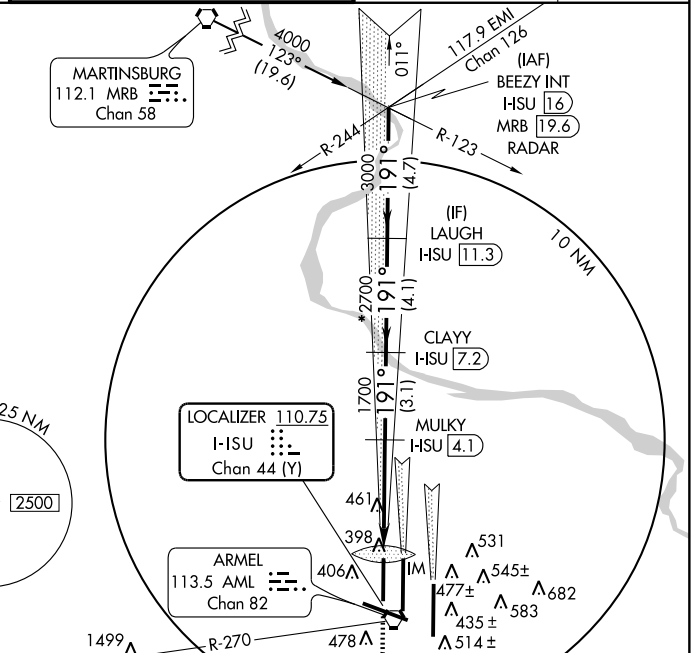 4000
123°
(19.6)
117.9 EMI
Chan 126
011°
MARTINSBURG
112.1 MRB
Chan 58
(IAF)
BEEZY INT
I-ISU 16
MRB 19.6
RADAR
R-244
R-123
3000
191°
(4.7)
(IF)
LAUGH
I-ISU 11.3
10 NM
*2700
191°
(4.1)
CLAYY
I-ISU 7.2
1700
191°
(3.1)
25 NM
2500
LOCALIZER 110.75
I-ISU
Chan 44 (Y)
MULKY
I-ISU 4.1
461
398
531
ARMEL
113.5 AML
Chan 82
406
IM
477±
545±
682
583
435 ±
1499
R-270
478
514 ±